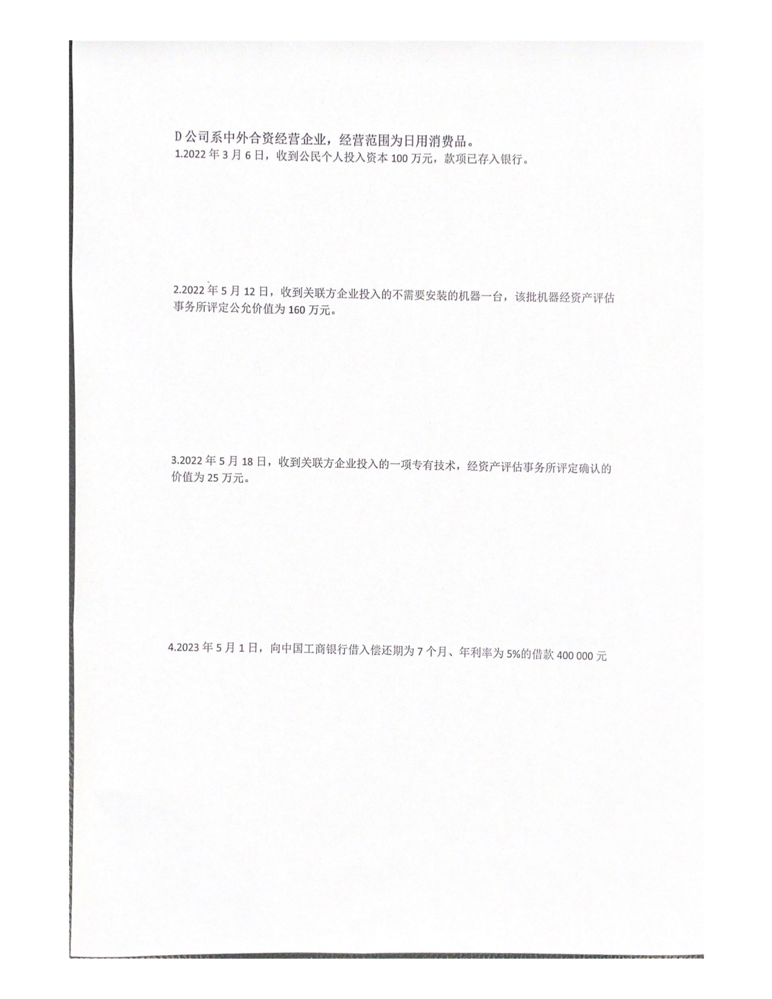 D 公司系中外合资经营企业，经营范围为日用消费品。
1.2022 年 3 月 6 日，收到公民个人投入资本 100 万元，款项已存入银行。
2.2022 年 5 月 12 日，收到关联方企业投入的不需要安装的机器一台，该批机器经资产评估
事务所评定公允价值为 160 万元。
3.2022 年 5 月 18 日，收到关联方企业投入的一项专有技术，经资产评估事务所评定确认的
价值为 25 万元。
4.2023 年 5 月 1 日，向中国工商银行借入偿还期为 7 个月、年利率为 5%的借款 400 000 元